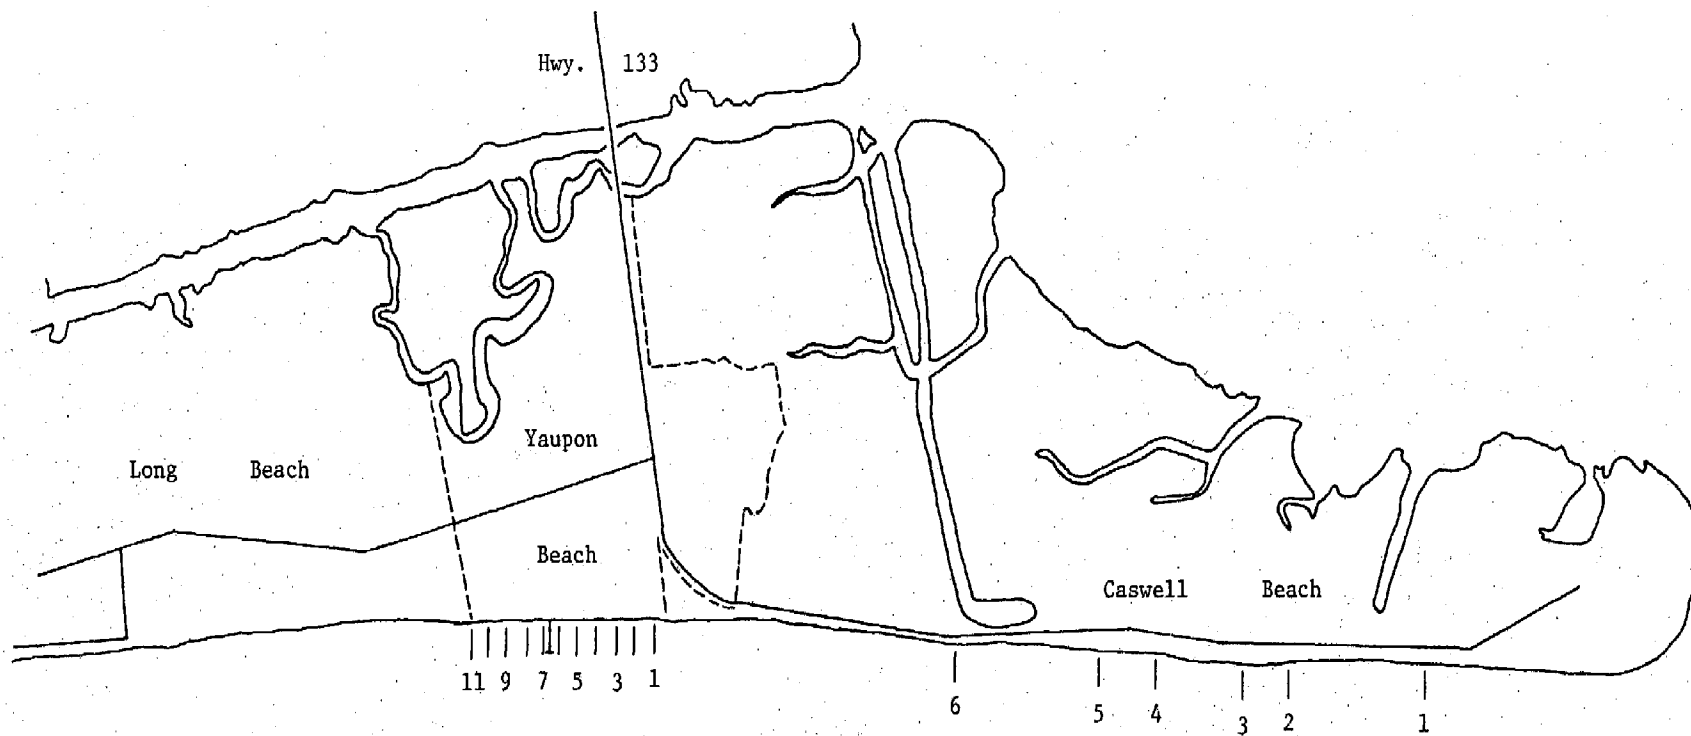 Hwy. 133
Yaupon
Long Beach
Beach
Caswell Beach
11 9 7 5 3 1
6 5 4 3 2 1